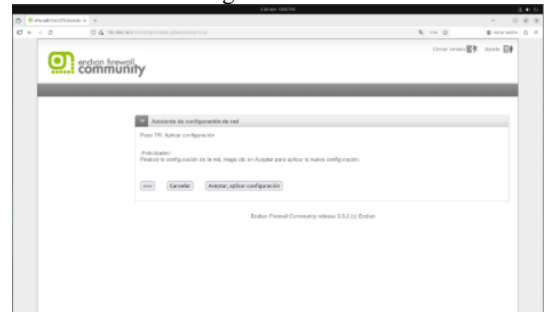 Cerrar sesión Ayuda
endian firewall
community
Asistente de configuración de red
Paso 7/8: Aplicar configuración
¡Felicidades!
Finalizó la configuración de la red. Haga clic en Aceptar para aplicar la nueva configuración.
<<< Cancelar Aceptar, aplicar configuración
Endian Firewall Community release 3.3.2 (c) Endian